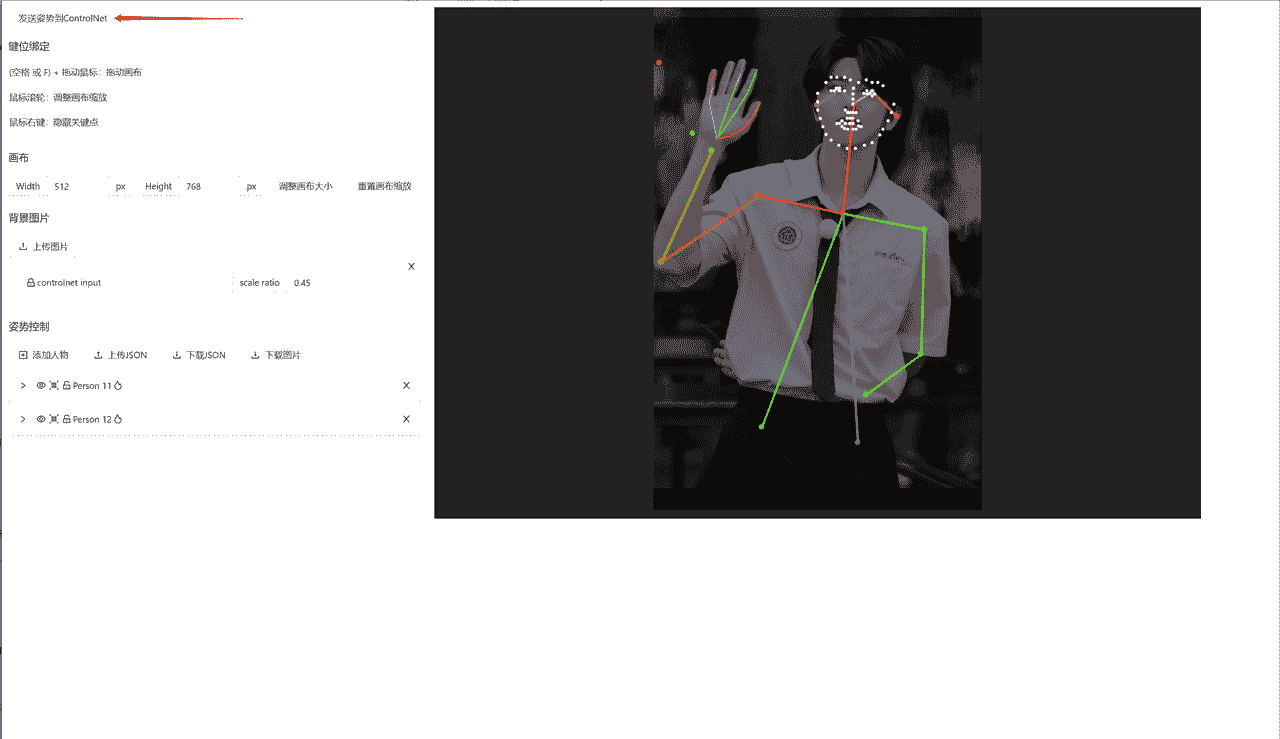 发送姿势到ControlNet
键位绑定
(空格 或 F) + 拖动鼠标：拖动画布
鼠标滚轮：调整画布缩放
鼠标右键：隐藏关键点
画布
Width 512 px Height 768 px 调整画布大小 重置画布缩放
背景图片
上传图片
X
controlnet input scale ratio 0.45
姿势控制
添加人物 上传JSON 下载JSON 下载图片
Person 11 X
Person 12 X